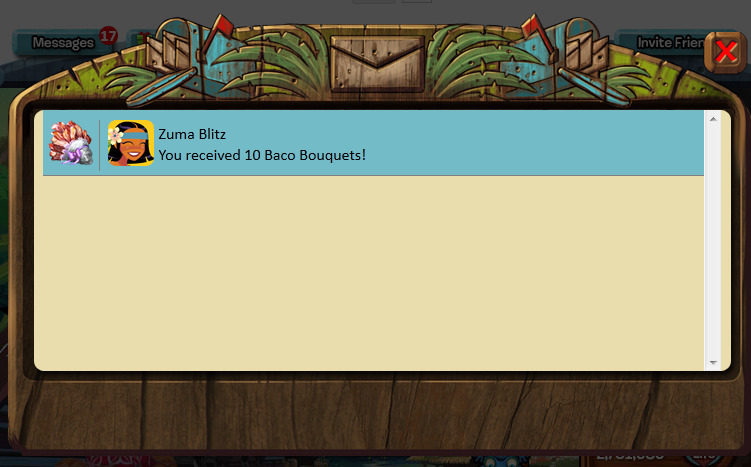 Messages
17
Invite Frien
Zuma Blitz
You received 10 Baco Bouquets!